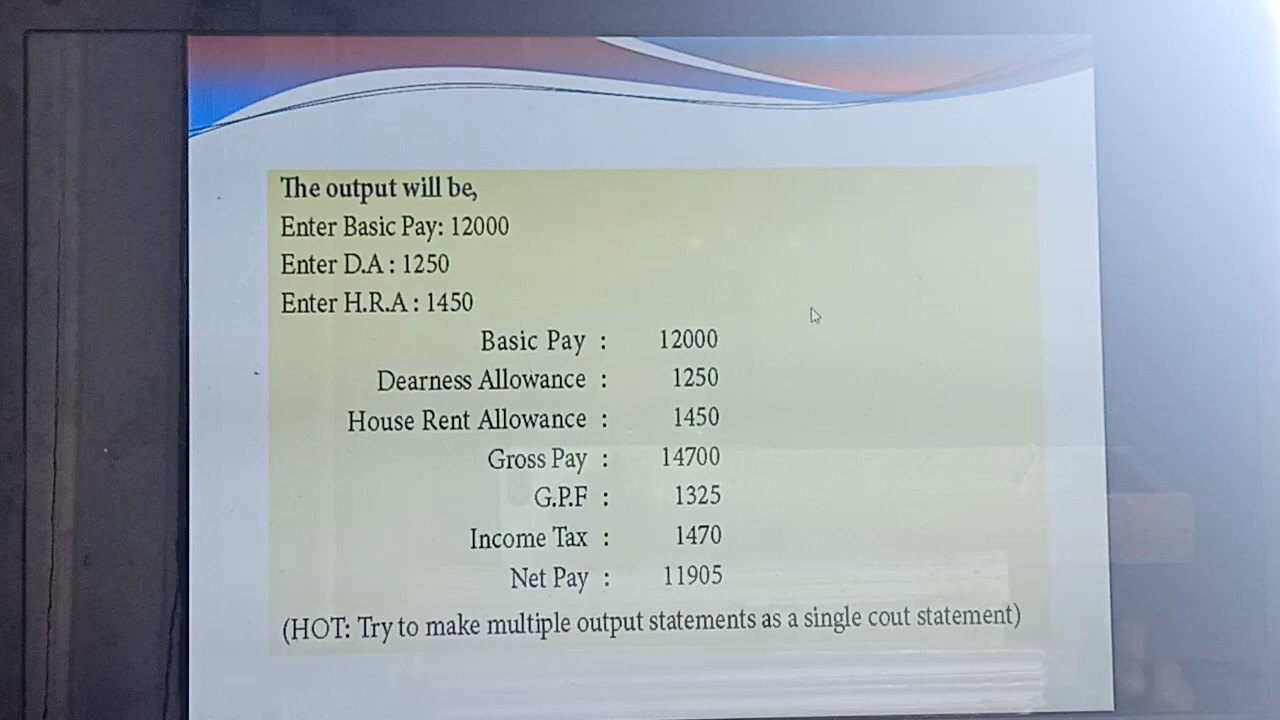 The output will be,
Enter Basic Pay: 12000
Enter D.A : 1250
Enter H.R.A : 1450
Basic Pay : 12000
Dearness Allowance : 1250
House Rent Allowance : 1450
Gross Pay : 14700
G.P.F : 1325
Income Tax : 1470
Net Pay : 11905
(HOT: Try to make multiple output statements as a single cout statement)